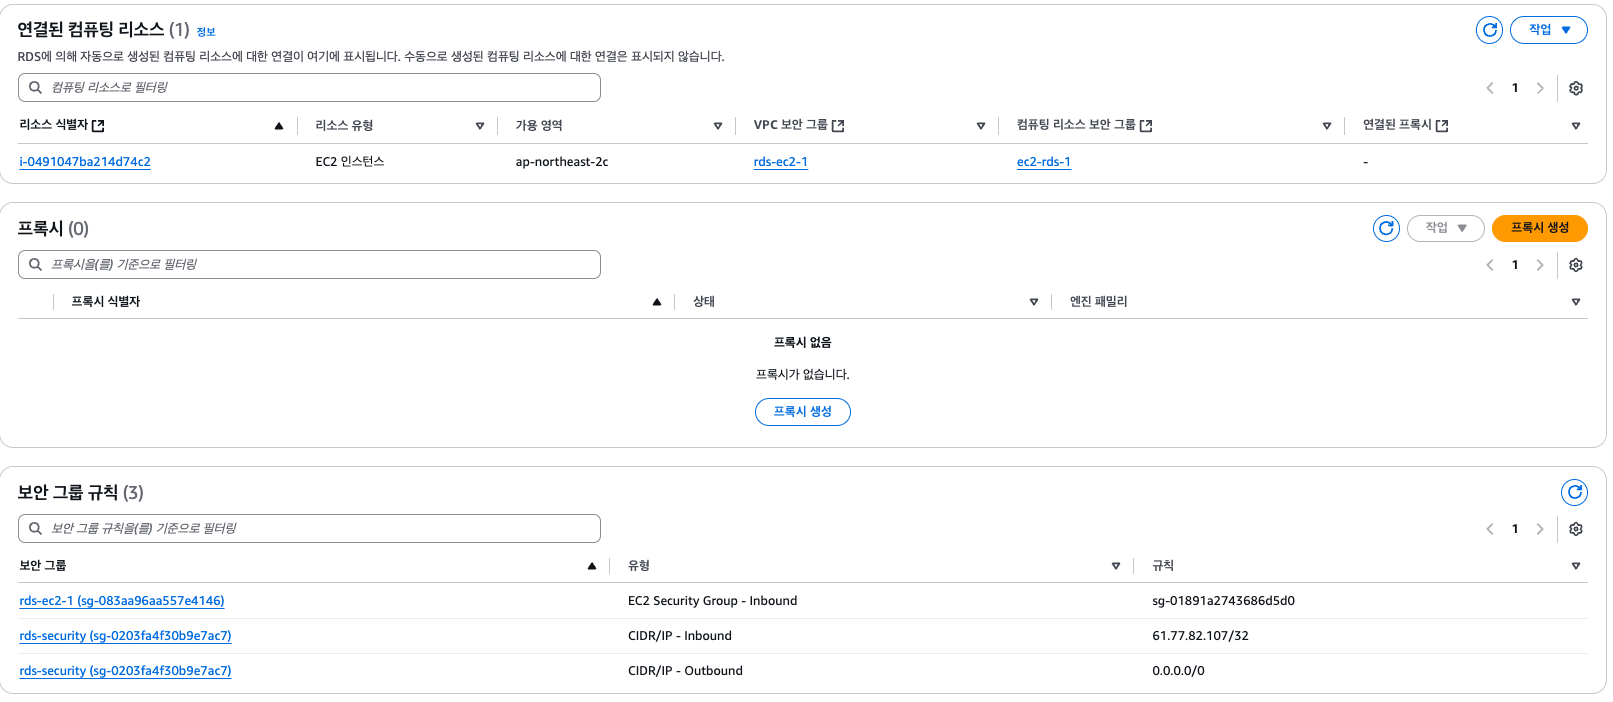 연결된 컴퓨팅 리소스 (1) 정보
작업
RDS에 의해 자동으로 생성된 컴퓨팅 리소스에 대한 연결이 여기에 표시됩니다. 수동으로 생성된 컴퓨팅 리소스에 대한 연결은 표시되지 않습니다.
컴퓨팅 리소스로 필터링
1
리소스 식별자 리소스 유형 가용 영역 VPC 보안 그룹 컴퓨팅 리소스 보안 그룹 연결된 프록시
i-0491047ba214d74c2 EC2 인스턴스 ap-northeast-2c rds-ec2-1 ec2-rds-1 -
프록시 (0)
작업 프록시 생성
프록시을(를) 기준으로 필터링
1
프록시 식별자 상태 엔진 패밀리
프록시 없음
프록시가 없습니다.
프록시 생성
보안 그룹 규칙 (3)
보안 그룹 규칙을(를) 기준으로 필터링
1
보안 그룹 유형 규칙
rds-ec2-1 (sg-083aa96aa557e4146) EC2 Security Group - Inbound sg-01891a2743686d5d0
rds-security (sg-0203fa4f30b9e7ac7) CIDR/IP - Inbound 61.77.82.107/32
rds-security (sg-0203fa4f30b9e7ac7) CIDR/IP - Outbound 0.0.0.0/0